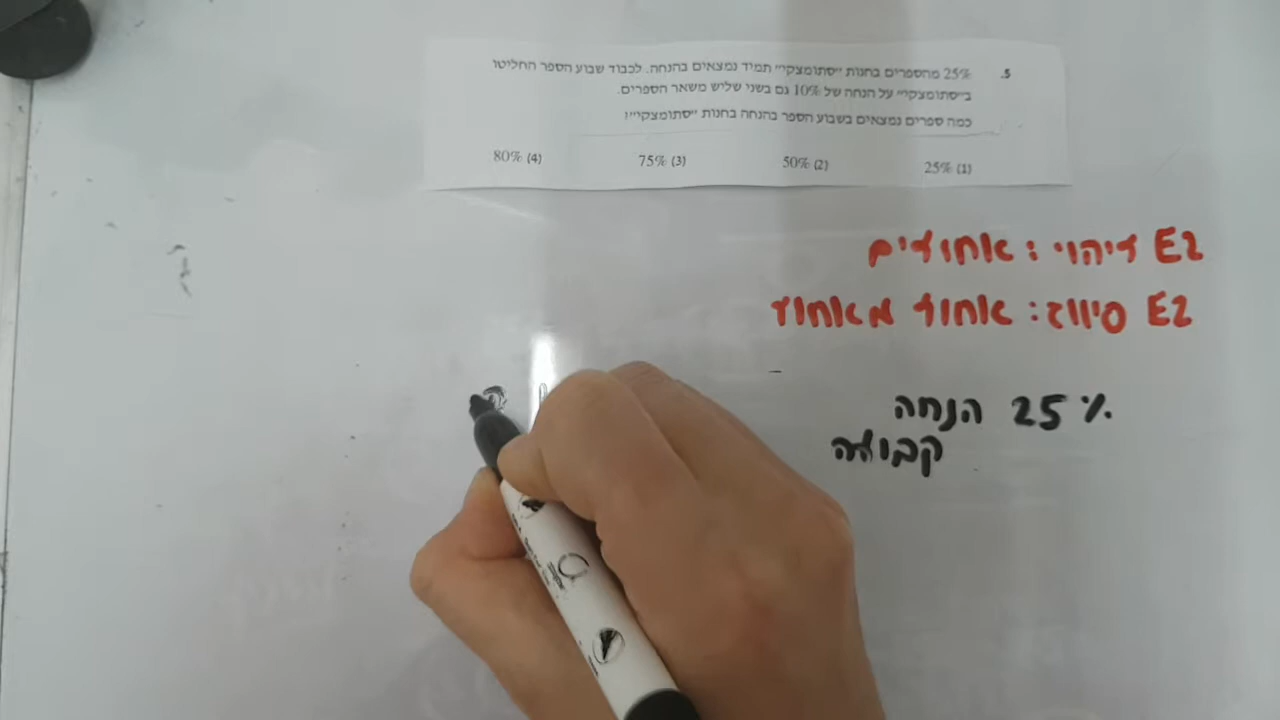 5. 25% מהספרים בחנות "סתומצקי" תמיד נמצאים בהנחה. לכבוד שבוע הספר החליטו
ב"סתומצקי" על הנחה של 10% גם בשני שליש משאר הספרים.
כמה ספרים נמצאים בשבוע הספר בהנחה בחנות "סתומצקי"?
(1) 25% (2) 50% (3) 75% (4) 80%
E2 זיהוי: אחוזים
E2 סיווג: אחוז מאחוז
25% הנחה
קבועה